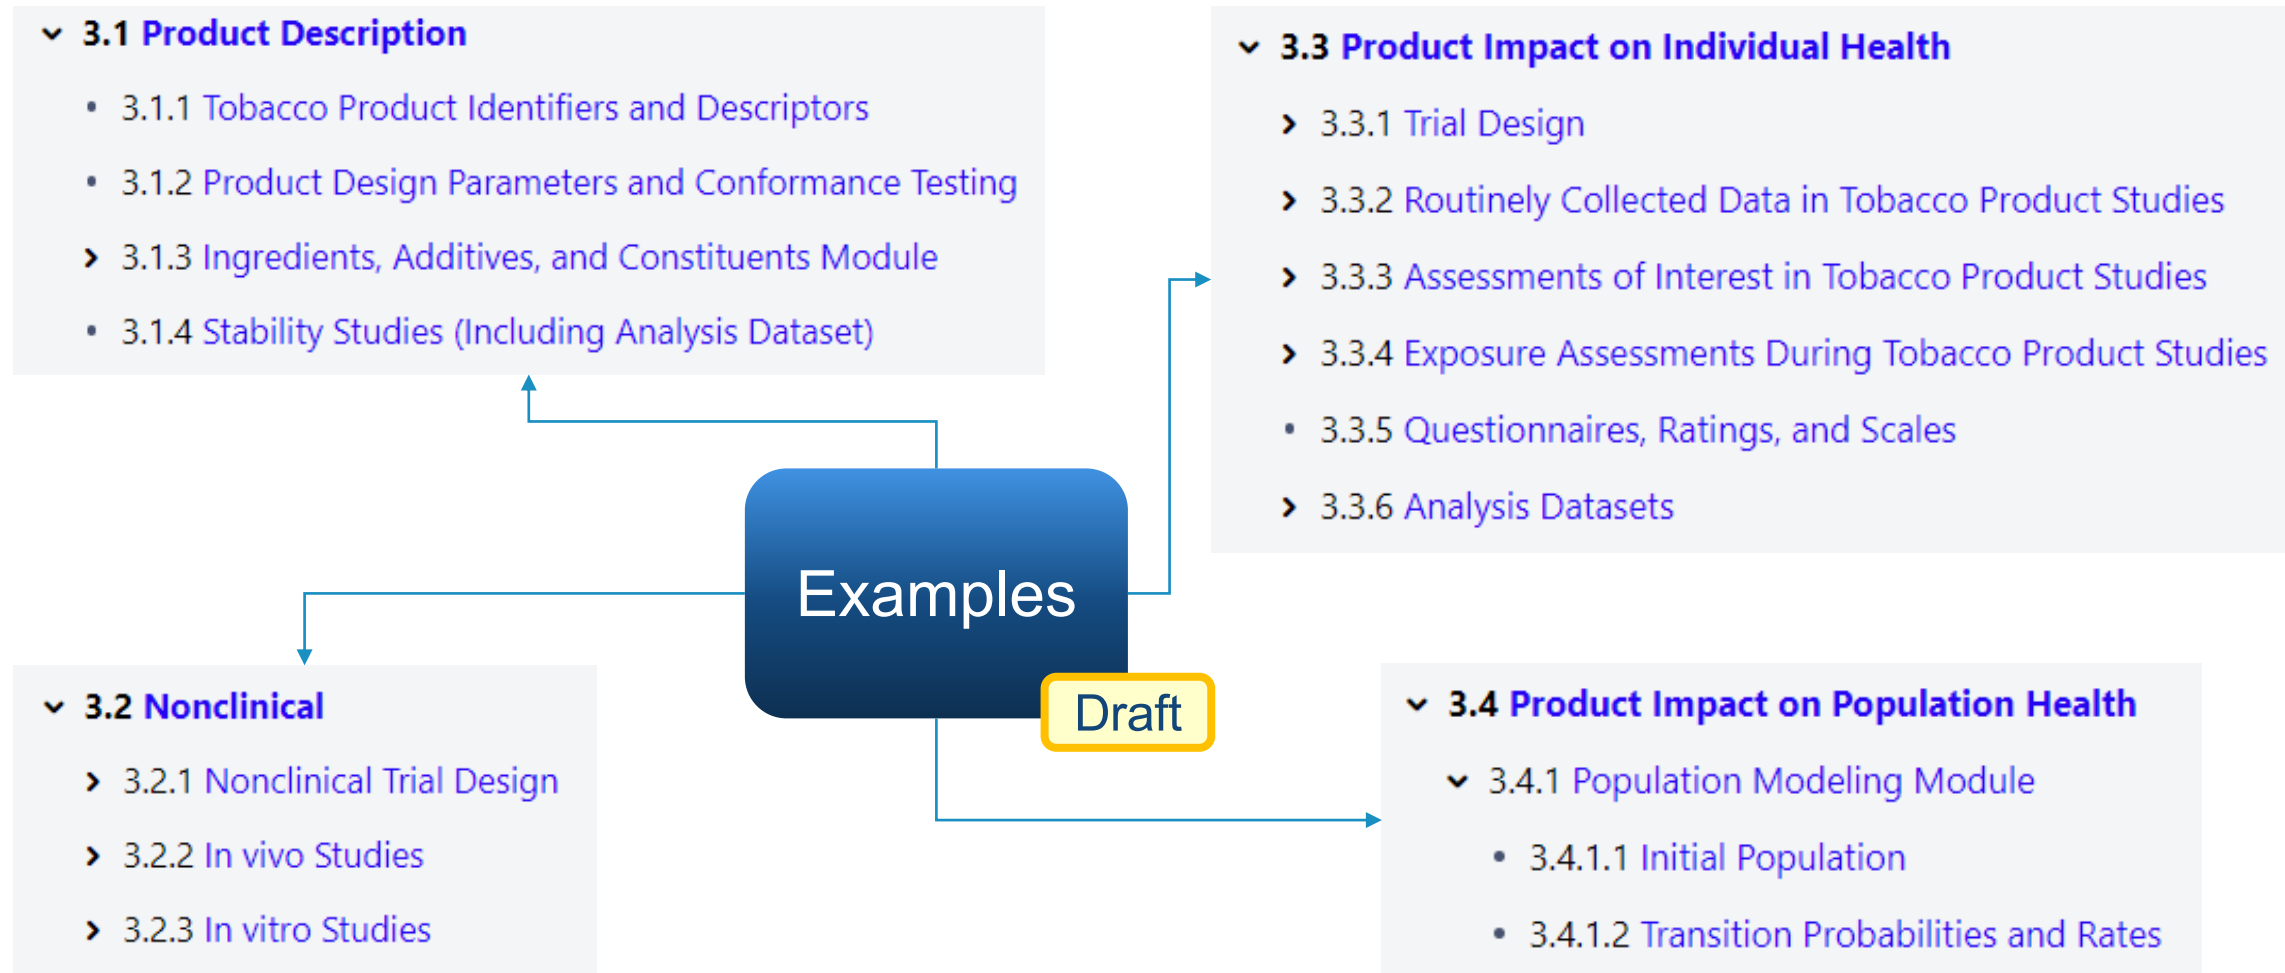 3.1 Product Description
3.1.1 Tobacco Product Identifiers and Descriptors
3.1.2 Product Design Parameters and Conformance Testing
3.1.3 Ingredients, Additives, and Constituents Module
3.1.4 Stability Studies (Including Analysis Dataset)
3.3 Product Impact on Individual Health
3.3.1 Trial Design
3.3.2 Routinely Collected Data in Tobacco Product Studies
3.3.3 Assessments of Interest in Tobacco Product Studies
3.3.4 Exposure Assessments During Tobacco Product Studies
3.3.5 Questionnaires, Ratings, and Scales
3.3.6 Analysis Datasets
Examples
Draft
3.2 Nonclinical
3.2.1 Nonclinical Trial Design
3.2.2 In vivo Studies
3.2.3 In vitro Studies
3.4 Product Impact on Population Health
3.4.1 Population Modeling Module
3.4.1.1 Initial Population
3.4.1.2 Transition Probabilities and Rates